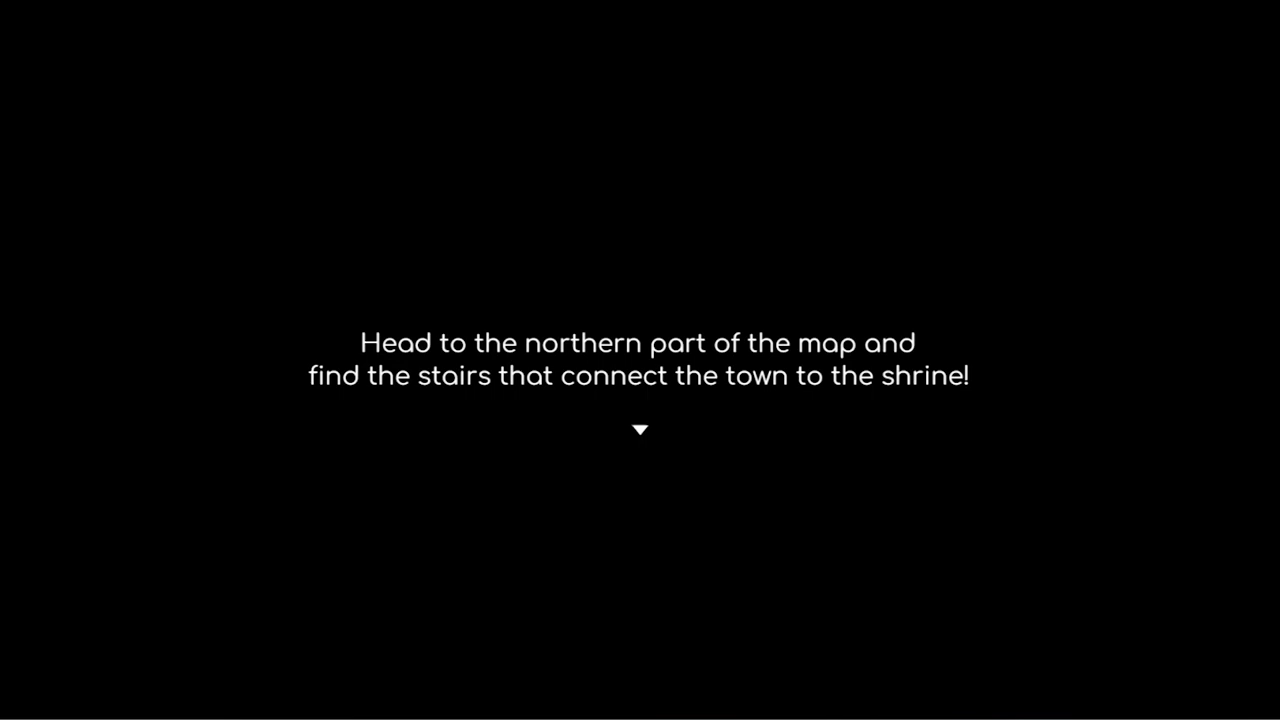 Head to the northern part of the map and
find the stairs that connect the town to the shrine!